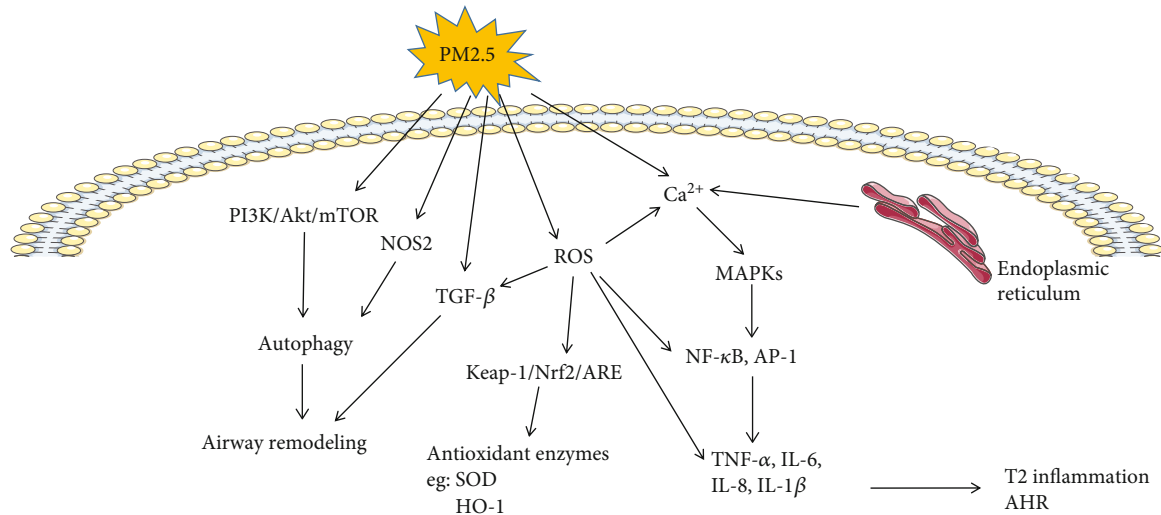 PM2.5
Ca²⁺
PI3K/Akt/mTOR
NOS2
ROS
MAPKs
Endoplasmic
reticulum
TGF-β
Autophagy
NF-κB, AP-1
Keap-1/Nrf2/ARE
Airway remodeling
Antioxidant enzymes
eg: SOD
HO-1
TNF-α, IL-6,
IL-8, IL-1β
T2 inflammation
AHR